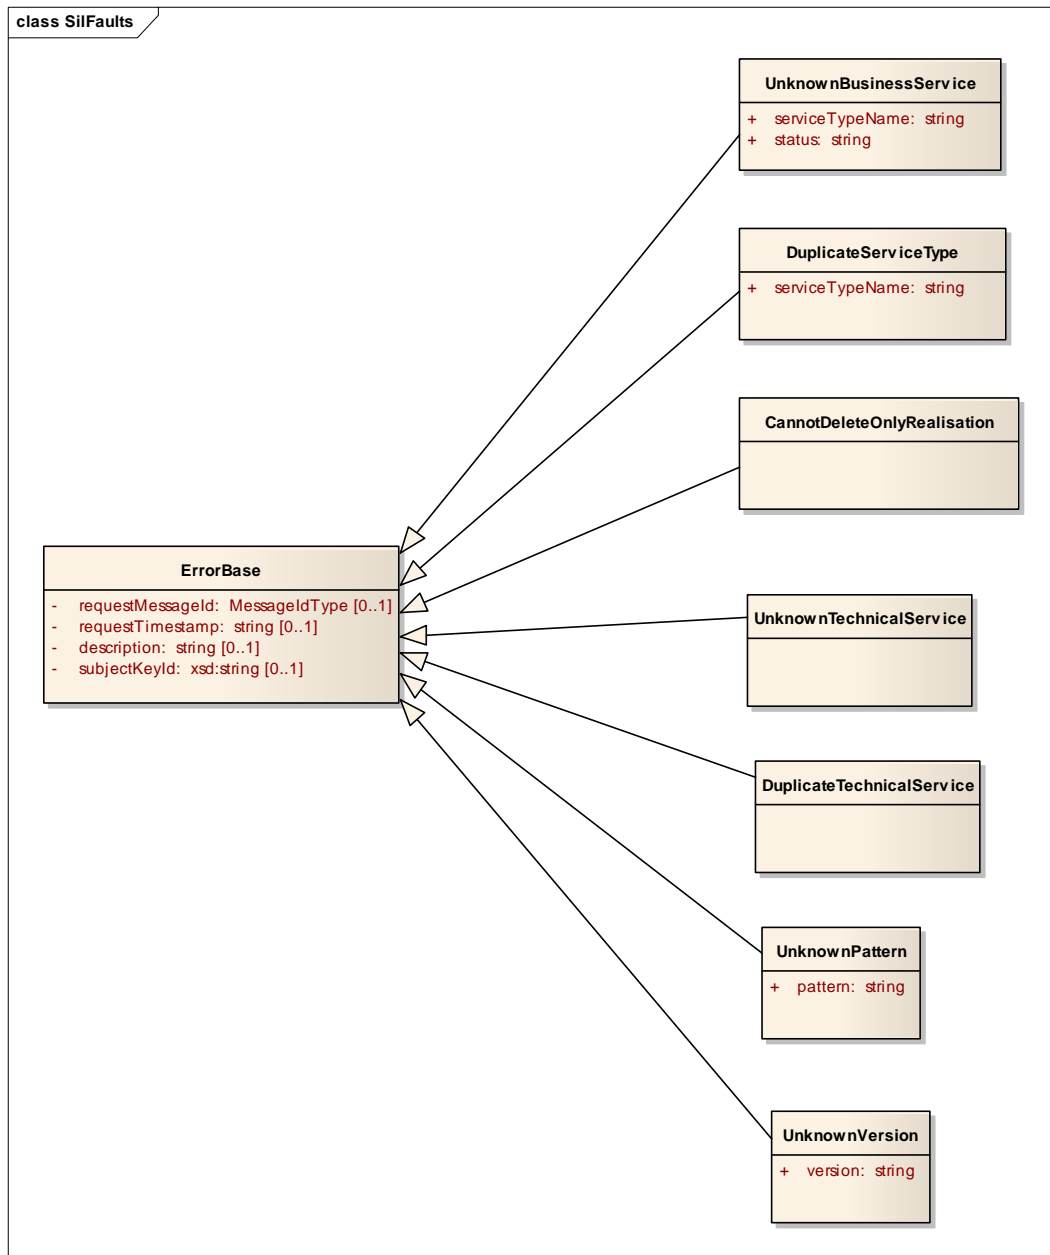 class SilFaults
UnknownBusinessService
+ serviceTypeName: string
+ status: string
DuplicateServiceType
+ serviceTypeName: string
CannotDeleteOnlyRealisation
ErrorBase
- requestMessageId: MessageIdType [0..1]
- requestTimestamp: string [0..1]
- description: string [0..1]
- subjectKeyId: xsd:string [0..1]
UnknownTechnicalService
DuplicateTechnicalService
UnknownPattern
+ pattern: string
UnknownVersion
+ version: string